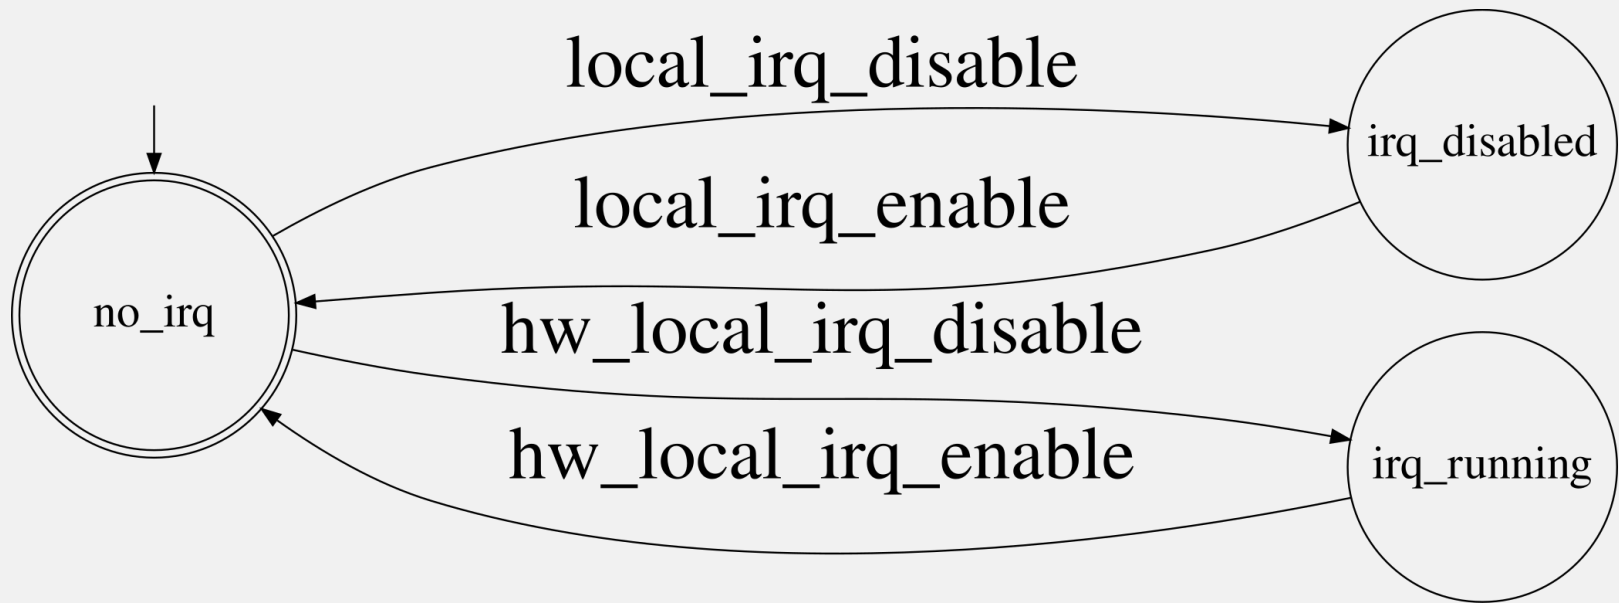 local_irq_disable
irq_disabled
local_irq_enable
no_irq
hw_local_irq_disable
hw_local_irq_enable
irq_running